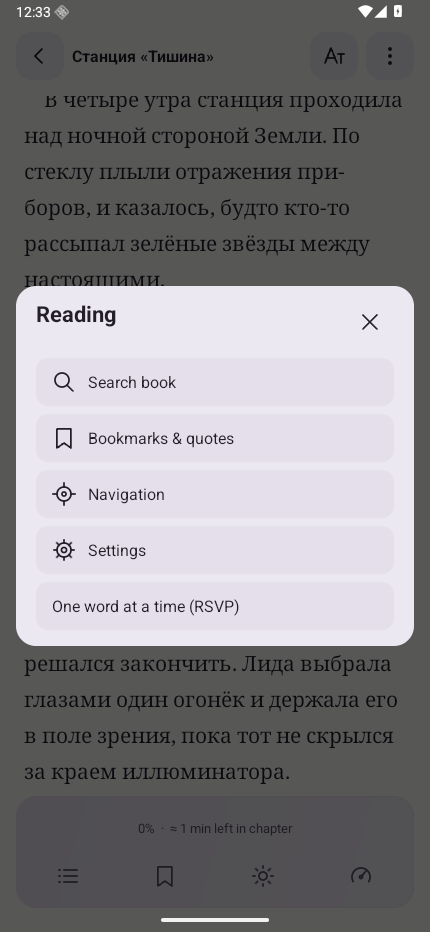 12:33
Станция «Тишина»
В четыре утра станция проходила
над ночной стороной Земли. По
стеклу плыли отражения при-
боров, и казалось, будто кто-то
рассыпал зелёные звёзды между
настоящими.
Reading
Search book
Bookmarks & quotes
Navigation
Settings
One word at a time (RSVP)
решался закончить. Лида выбрала
глазами один огонёк и держала его
в поле зрения, пока тот не скрылся
за краем иллюминатора.
0% · ≈ 1 min left in chapter